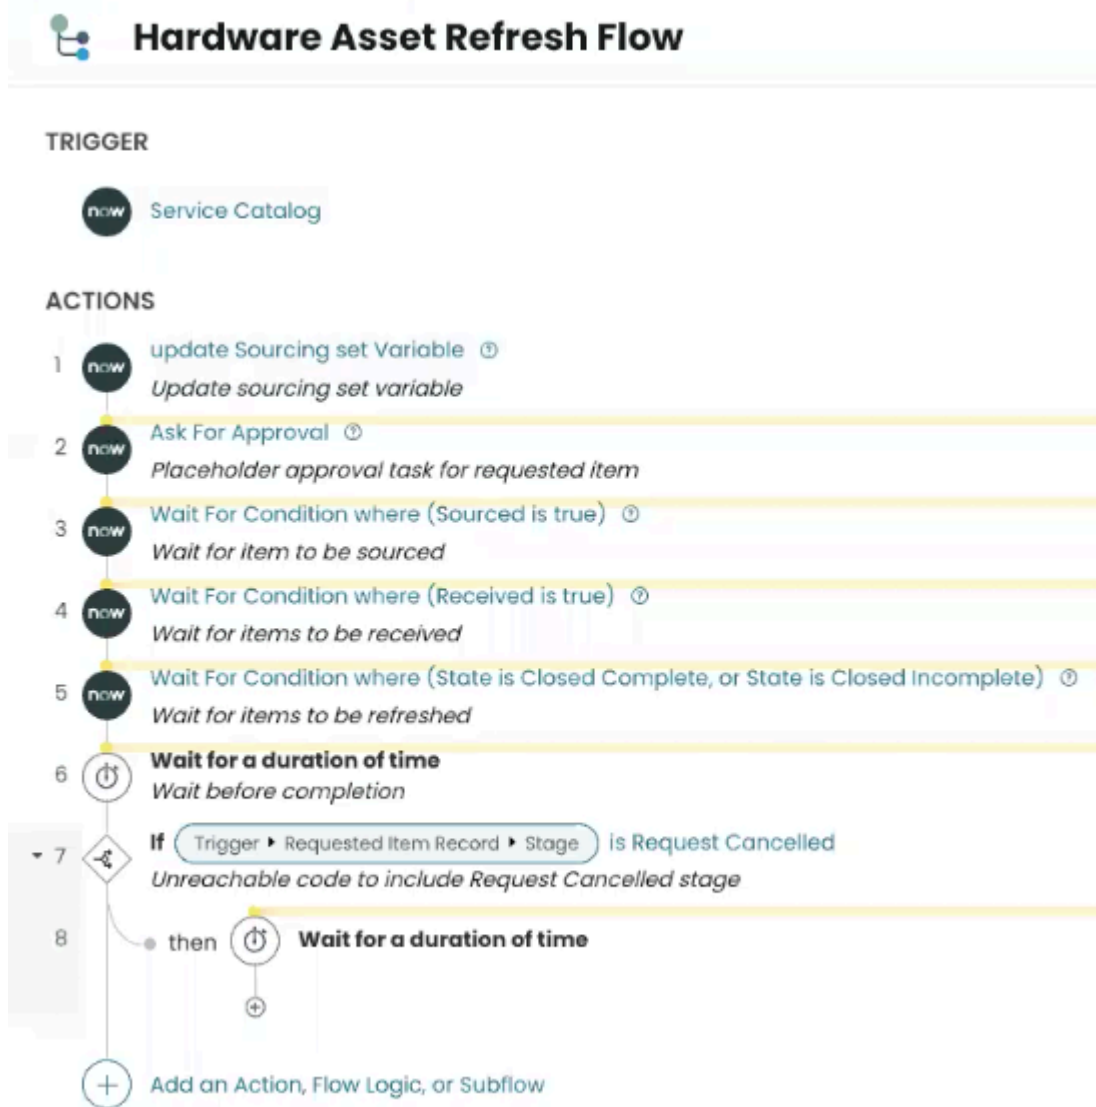 Hardware Asset Refresh Flow
TRIGGER
now Service Catalog
ACTIONS
1 now update Sourcing set Variable ?
Update sourcing set variable
2 now Ask For Approval ?
Placeholder approval task for requested item
3 now Wait For Condition where (Sourced is true) ?
Wait for item to be sourced
4 now Wait For Condition where (Received is true) ?
Wait for items to be received
5 now Wait For Condition where (State is Closed Complete, or State is Closed Incomplete) ?
Wait for items to be refreshed
6 Wait for a duration of time
Wait before completion
7 If Trigger ▸ Requested Item Record ▸ Stage is Request Cancelled
Unreachable code to include Request Cancelled stage
8 then Wait for a duration of time
Add an Action, Flow Logic, or Subflow